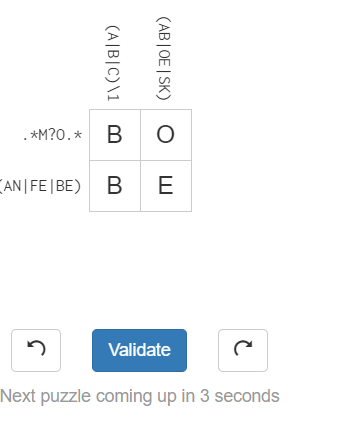 (A|B|C)\1
(AB|OE|SK)
.*M?O.* B O
(AN|FE|BE) B E
Validate
Next puzzle coming up in 3 seconds